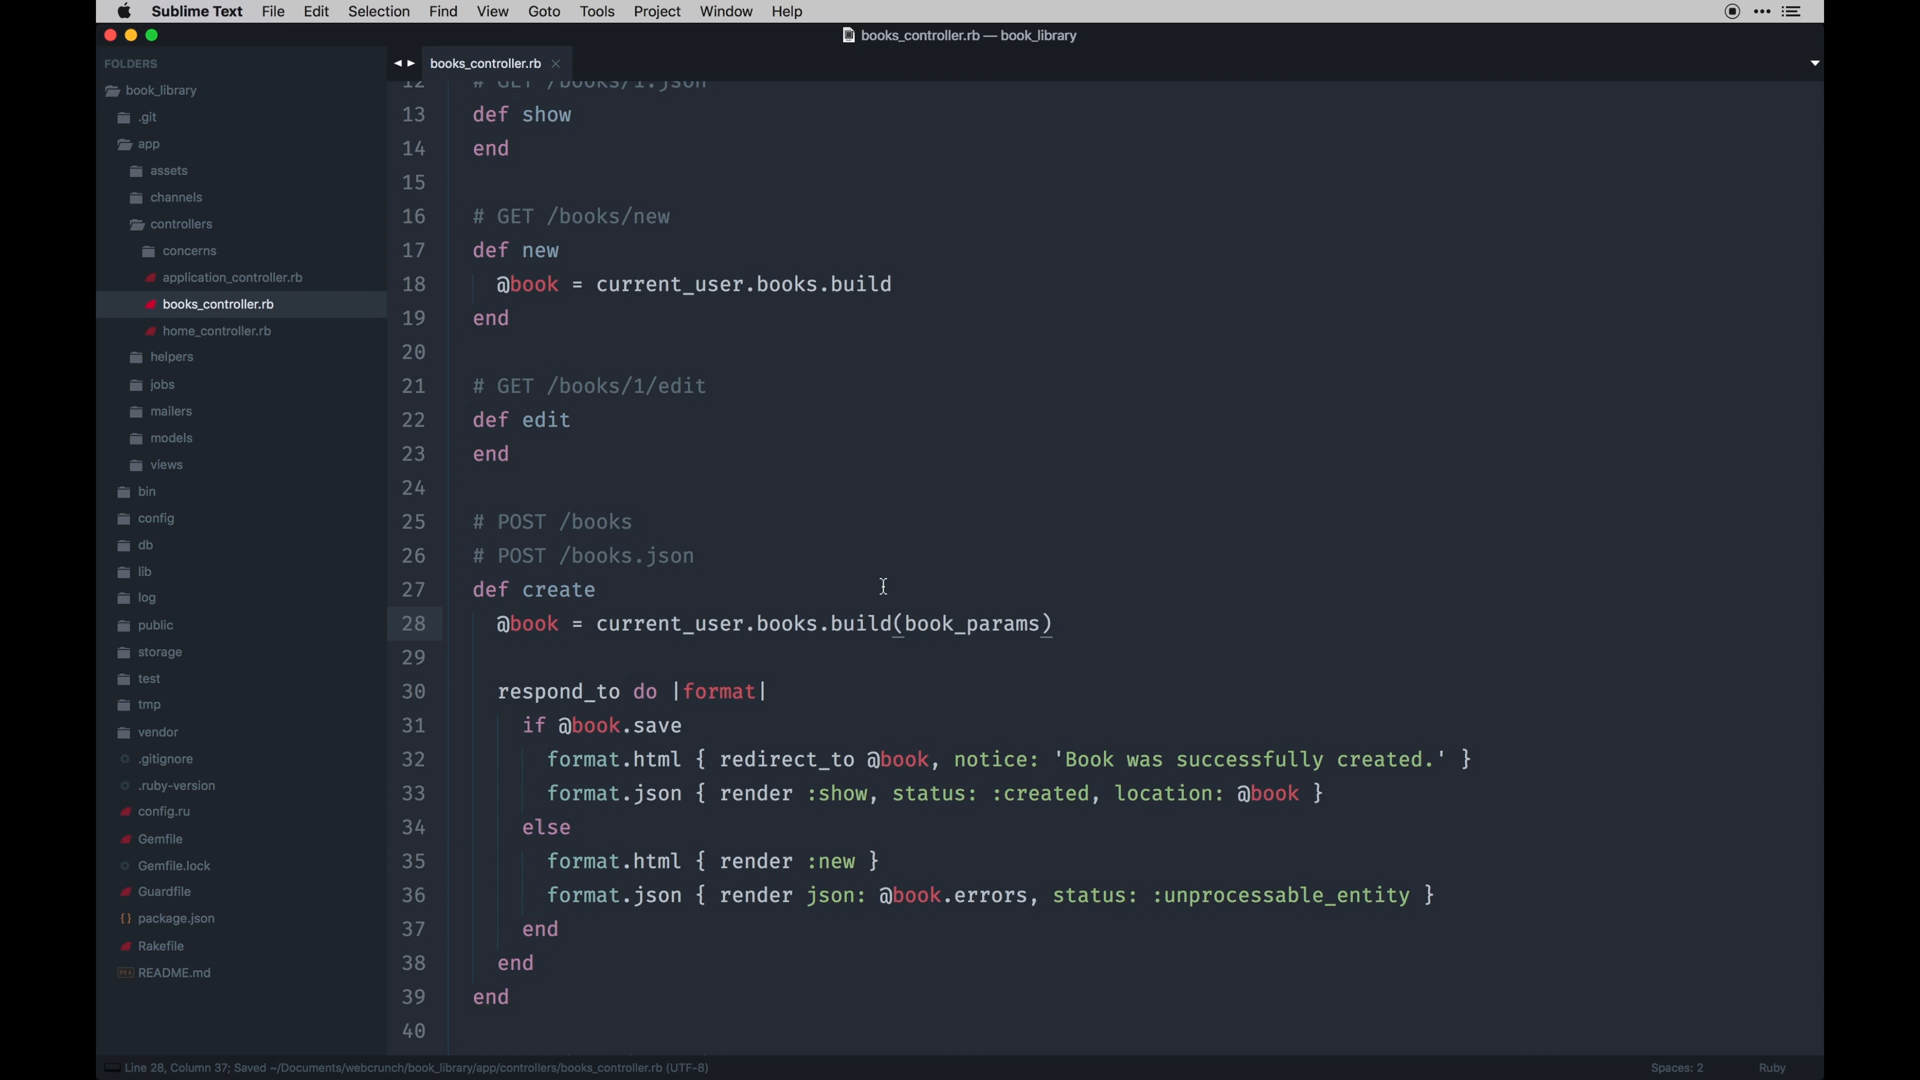 Sublime Text File Edit Selection Find View Goto Tools Project Window Help
books_controller.rb — book_library
FOLDERS
book_library
.git
app
assets
channels
controllers
concerns
application_controller.rb
books_controller.rb
home_controller.rb
helpers
jobs
mailers
models
views
bin
config
db
lib
log
public
storage
test
tmp
vendor
.gitignore
.ruby-version
config.ru
Gemfile
Gemfile.lock
Guardfile
package.json
Rakefile
README.md
books_controller.rb
12 # GET /books/1.json
13 def show
14 end
15
16 # GET /books/new
17 def new
18 @book = current_user.books.build
19 end
20
21 # GET /books/1/edit
22 def edit
23 end
24
25 # POST /books
26 # POST /books.json
27 def create
28 @book = current_user.books.build(book_params)
29
30 respond_to do |format|
31 if @book.save
32 format.html { redirect_to @book, notice: 'Book was successfully created.' }
33 format.json { render :show, status: :created, location: @book }
34 else
35 format.html { render :new }
36 format.json { render json: @book.errors, status: :unprocessable_entity }
37 end
38 end
39 end
40
Line 28, Column 37; Saved ~/Documents/webcrunch/book_library/app/controllers/books_controller.rb (UTF-8) Spaces: 2 Ruby